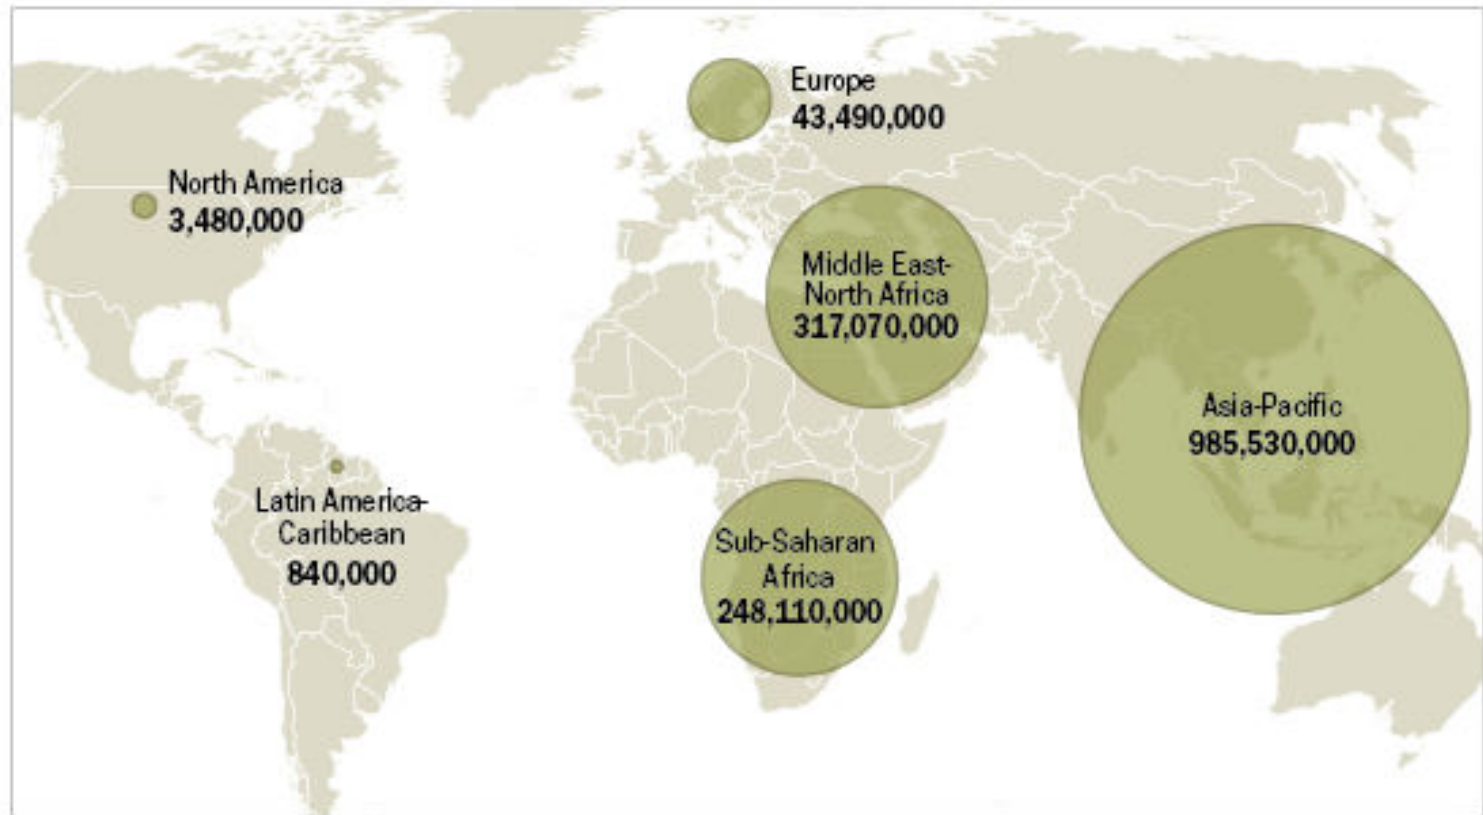 Europe
43,490,000
North America
3,480,000
Middle East-
North Africa
317,070,000
Asia-Pacific
985,530,000
Latin America-
Caribbean
840,000
Sub-Saharan
Africa
248,110,000